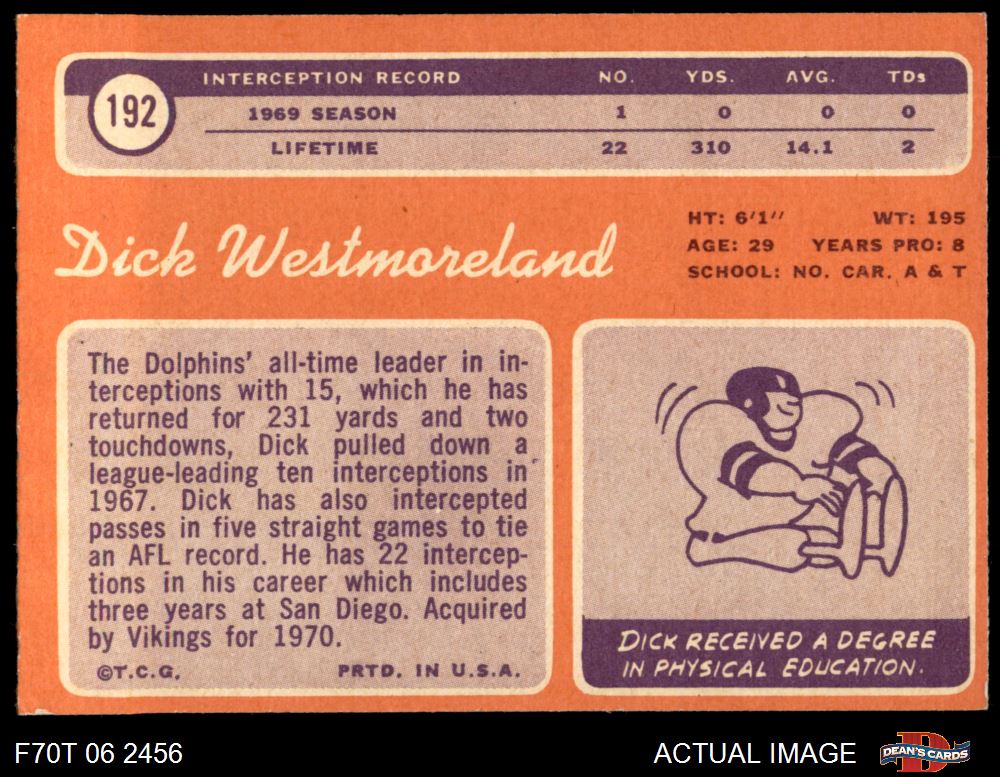 192
INTERCEPTION RECORD NO. YDS. AVG. TDs
1969 SEASON 1 0 0 0
LIFETIME 22 310 14.1 2
Dick Westmoreland
HT: 6'1" WT: 195
AGE: 29 YEARS PRO: 8
SCHOOL: NO. CAR. A & T
The Dolphins' all-time leader in in-
terceptions with 15, which he has
returned for 231 yards and two
touchdowns, Dick pulled down a
league-leading ten interceptions in
1967. Dick has also intercepted
passes in five straight games to tie
an AFL record. He has 22 intercep-
tions in his career which includes
three years at San Diego. Acquired
by Vikings for 1970.
©T.C.G. PRTD. IN U.S.A.
DICK RECEIVED A DEGREE
IN PHYSICAL EDUCATION.
F70T 06 2456 ACTUAL IMAGE
D
DEAN'S CARDS